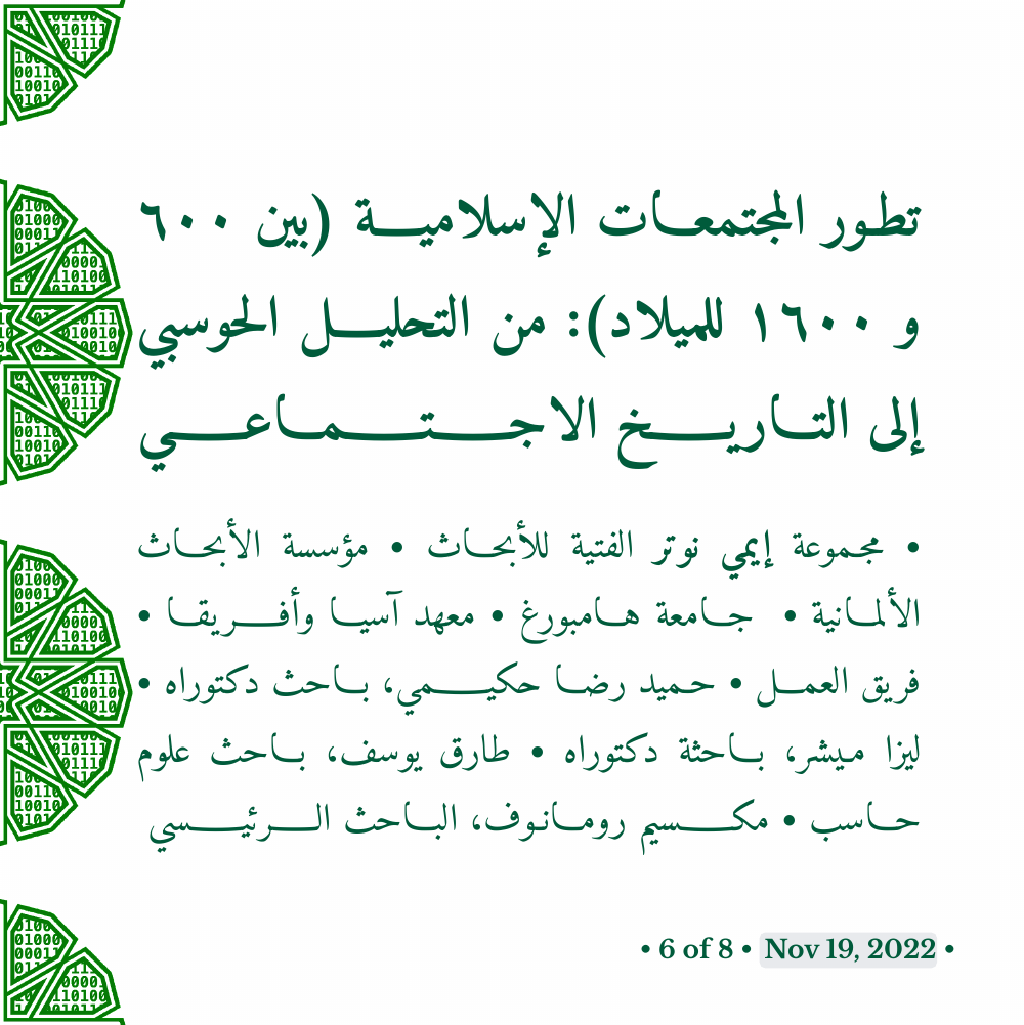 تطور المجتمعات الإسلامية (بين ٦٠٠
و ١٦٠٠ للميلاد): من التحليل الحوسبي
إلى التاريخ الاجتماعي
• مجموعة إيمي نوتر الفتية للأبحاث • مؤسسة الأبحاث
الألمانية • جامعة هامبورغ • معهد آسيا وأفريقا •
فريق العمل • حميد رضا حكيمي، باحث دكتوراه •
ليزا ميشر، باحثة دكتوراه • طارق يوسف، باحث علوم
حاسب • مكسيم رومانوف، الباحث الرئيسي
• 6 of 8 • Nov 19, 2022 •